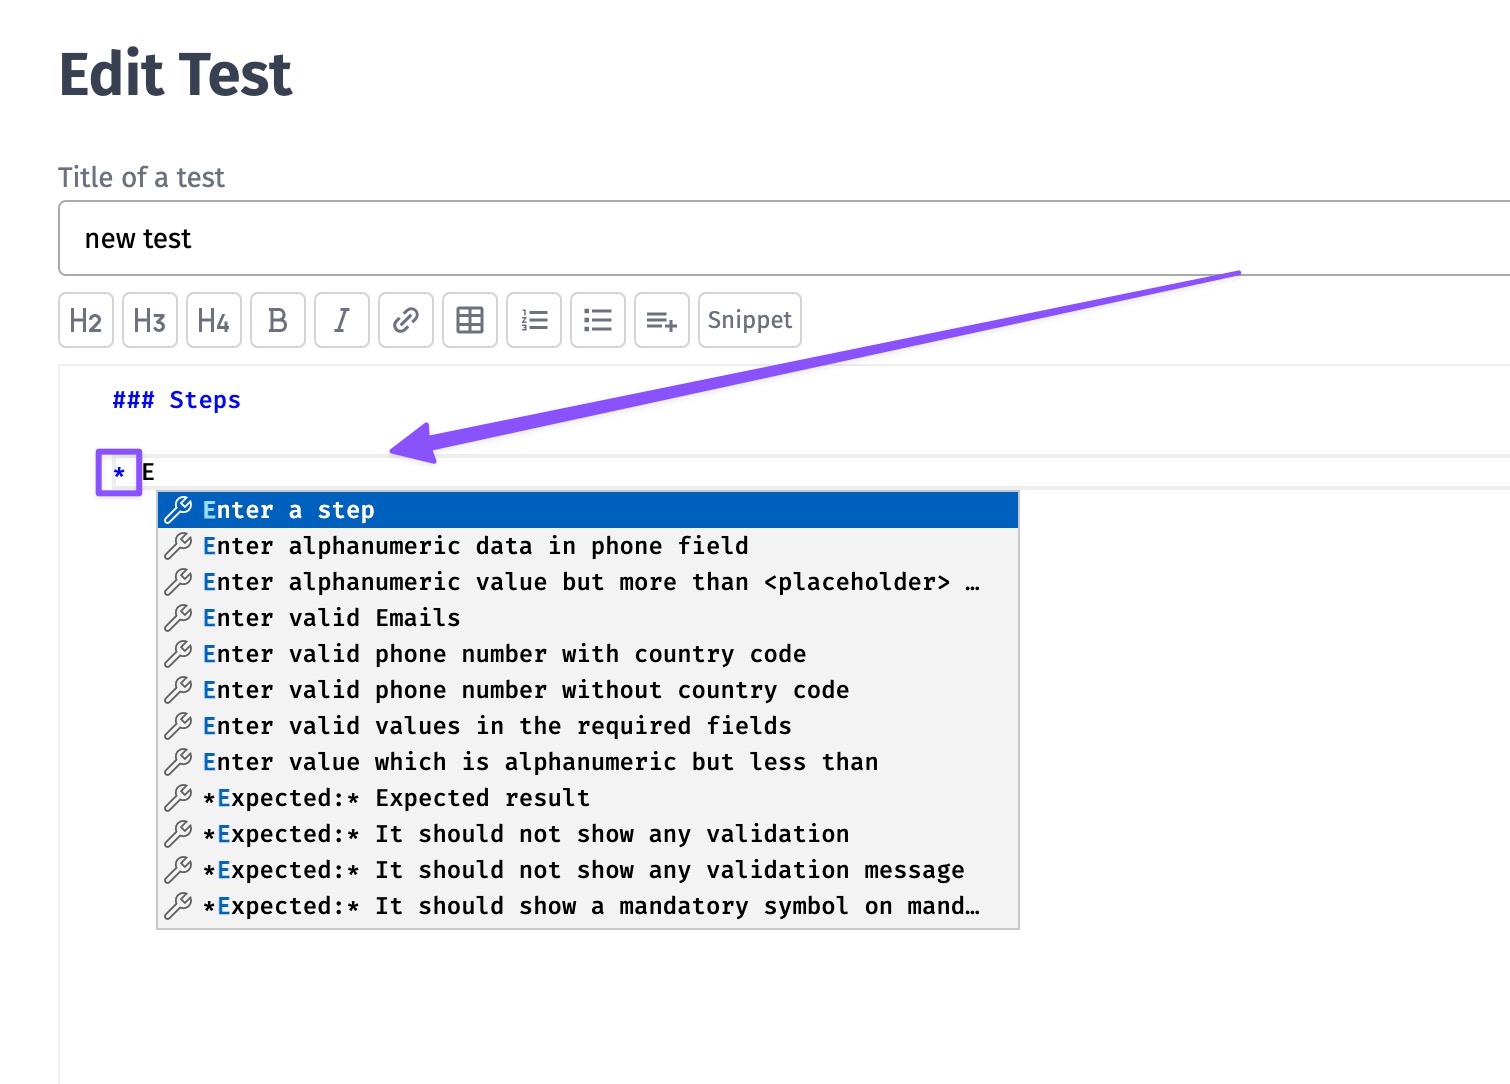 Edit Test
Title of a test
new test
H2 H3 H4 B I Snippet
### Steps
* E
Enter a step
Enter alphanumeric data in phone field
Enter alphanumeric value but more than <placeholder> …
Enter valid Emails
Enter valid phone number with country code
Enter valid phone number without country code
Enter valid values in the required fields
Enter value which is alphanumeric but less than
*Expected:* Expected result
*Expected:* It should not show any validation
*Expected:* It should not show any validation message
*Expected:* It should show a mandatory symbol on mand…